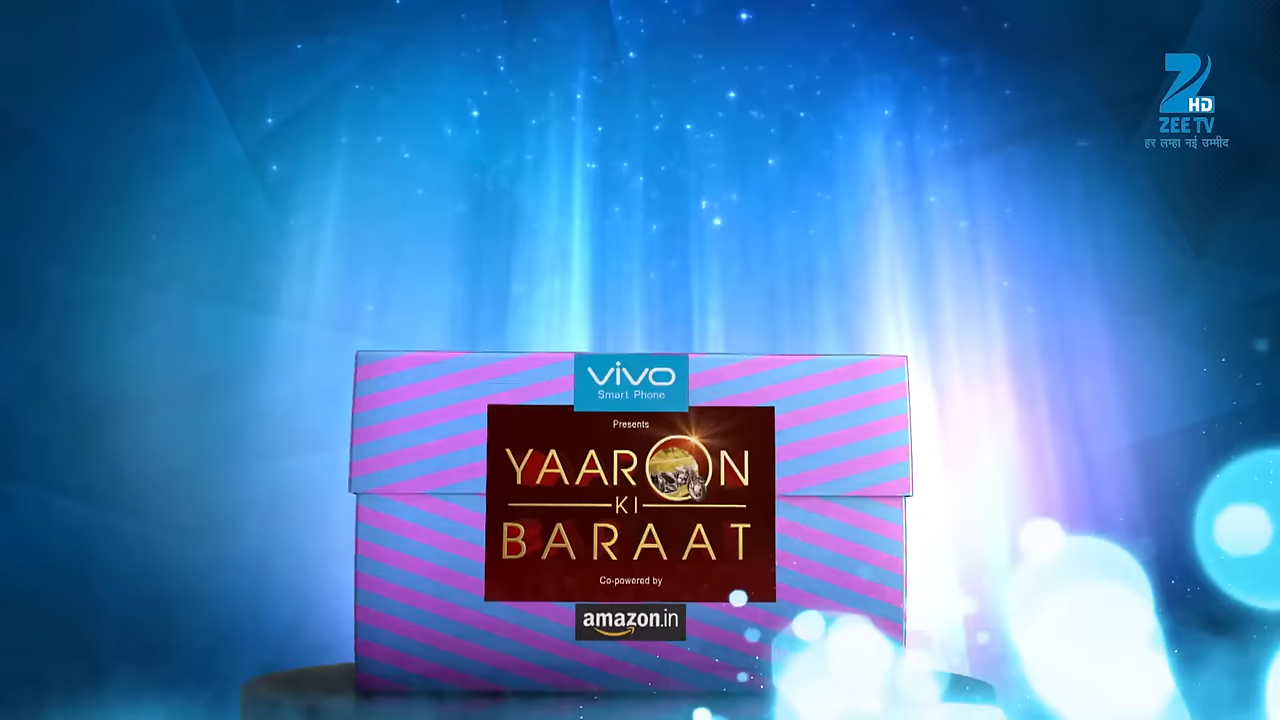 HD
ZEE TV
हर लम्हा नई उम्मीद
vivo
Smart Phone
Presents
YAARON
KI
BARAAT
Co-powered by
amazon.in